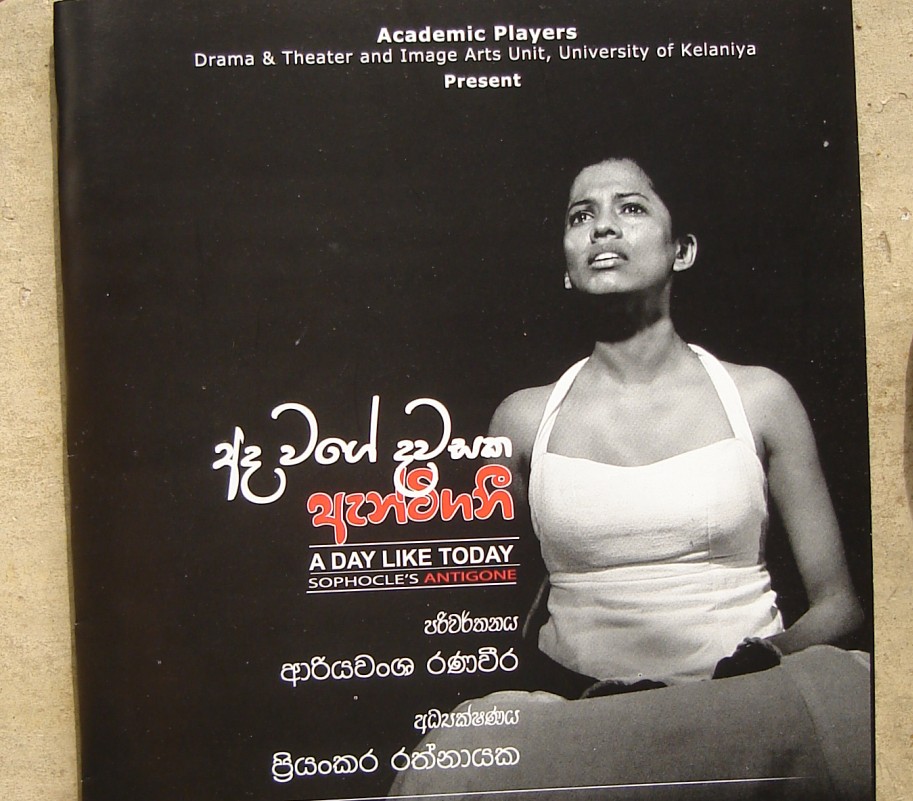 Academic Players
Drama & Theater and Image Arts Unit, University of Kelaniya
Present
අද වගේ දවසක
ඇන්ටිගනී
A DAY LIKE TODAY
SOPHOCLE'S ANTIGONE
පරිවර්තනය
ආරියවංශ රණවීර
අධ්‍යක්ෂණය
ප්‍රියංකර රත්නායක